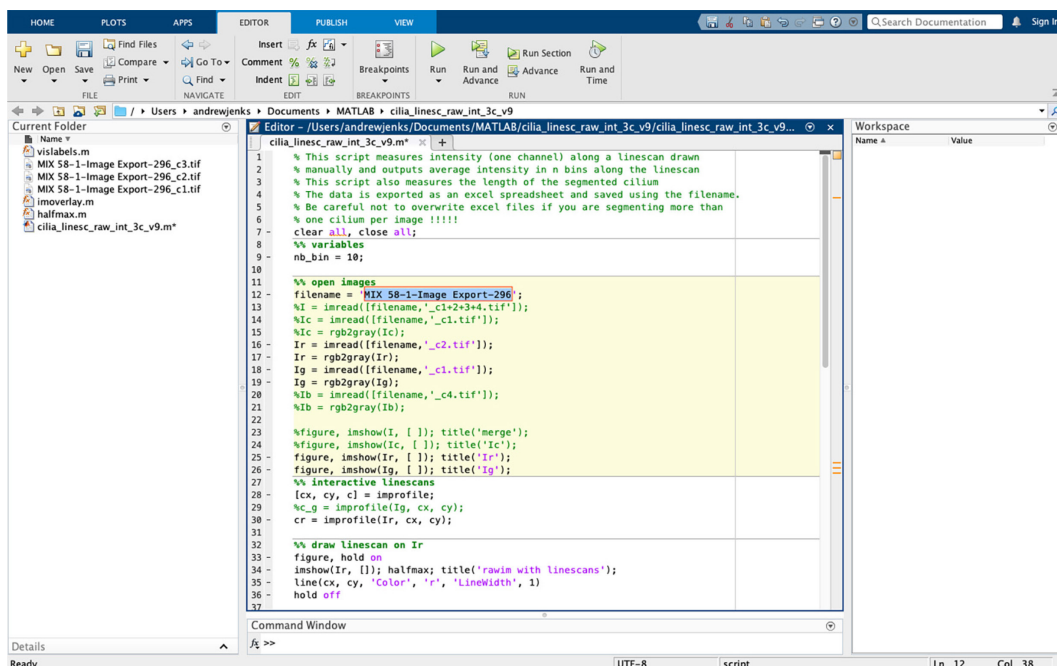 HOME PLOTS APPS EDITOR PUBLISH VIEW Search Documentation Sign In
New Open Save Find Files Compare Print Go To Find Insert fx Comment % Indent Breakpoints Run Run and Advance Run Section Advance Run and Time
FILE NAVIGATE EDIT BREAKPOINTS RUN
/ Users andrewjenks Documents MATLAB cilia_linesc_raw_int_3c_v9
Current Folder
Name
vislabels.m
MIX 58-1-Image Export-296_c3.tif
MIX 58-1-Image Export-296_c2.tif
MIX 58-1-Image Export-296_c1.tif
imoverlay.m
halfmax.m
cilia_linesc_raw_int_3c_v9.m*
Details
Editor - /Users/andrewjenks/Documents/MATLAB/cilia_linesc_raw_int_3c_v9/cilia_linesc_raw_int_3c_v9...
cilia_linesc_raw_int_3c_v9.m* × +
1 % This script measures intensity (one channel) along a linescan drawn
2 % manually and outputs average intensity in n bins along the linescan
3 % This script also measures the length of the segmented cilium
4 % The data is exported as an excel spreadsheet and saved using the filename.
5 % Be careful not to overwrite excel files if you are segmenting more than
6 % one cilium per image !!!!!
7 - clear all, close all;
8 %% variables
9 - nb_bin = 10;
10
11 %% open images
12 - filename = 'MIX 58-1-Image Export-296';
13 %I = imread([filename,'_c1+2+3+4.tif']);
14 %Ic = imread([filename,'_c1.tif']);
15 %Ic = rgb2gray(Ic);
16 - Ir = imread([filename,'_c2.tif']);
17 - Ir = rgb2gray(Ir);
18 - Ig = imread([filename,'_c1.tif']);
19 - Ig = rgb2gray(Ig);
20 %Ib = imread([filename,'_c4.tif']);
21 %Ib = rgb2gray(Ib);
22
23 %figure, imshow(I, [ ]); title('merge');
24 %figure, imshow(Ic, [ ]); title('Ic');
25 - figure, imshow(Ir, [ ]); title('Ir');
26 - figure, imshow(Ig, [ ]); title('Ig');
27 %% interactive linescans
28 - [cx, cy, c] = improfile;
29 %c_g = improfile(Ig, cx, cy);
30 - cr = improfile(Ir, cx, cy);
31
32 %% draw linescan on Ir
33 - figure, hold on
34 - imshow(Ir, []); halfmax; title('rawim with linescans');
35 - line(cx, cy, 'Color', 'r', 'LineWidth', 1)
36 - hold off
37
Command Window
fx >>
Workspace
Name Value
Ready UTF-8 script Ln 12 Col 38